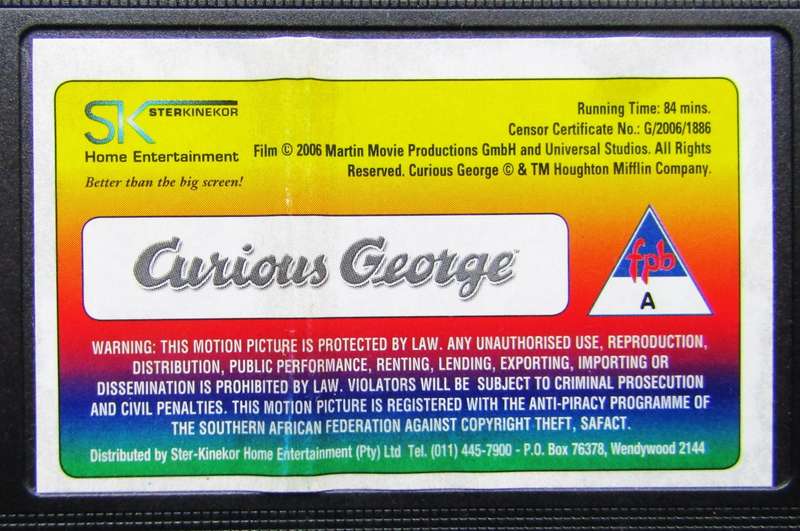 SK STERKINEKOR
Home Entertainment
Better than the big screen!
Running Time: 84 mins.
Censor Certificate No.: G/2006/1886
Film © 2006 Martin Movie Productions GmbH and Universal Studios. All Rights
Reserved. Curious George © & TM Houghton Mifflin Company.
Curious George™
fpb
A
WARNING: THIS MOTION PICTURE IS PROTECTED BY LAW. ANY UNAUTHORISED USE, REPRODUCTION,
DISTRIBUTION, PUBLIC PERFORMANCE, RENTING, LENDING, EXPORTING, IMPORTING OR
DISSEMINATION IS PROHIBITED BY LAW. VIOLATORS WILL BE SUBJECT TO CRIMINAL PROSECUTION
AND CIVIL PENALTIES. THIS MOTION PICTURE IS REGISTERED WITH THE ANTI-PIRACY PROGRAMME OF
THE SOUTHERN AFRICAN FEDERATION AGAINST COPYRIGHT THEFT, SAFACT.
Distributed by Ster-Kinekor Home Entertainment (Pty) Ltd Tel. (011) 445-7900 - P.O. Box 76378, Wendywood 2144